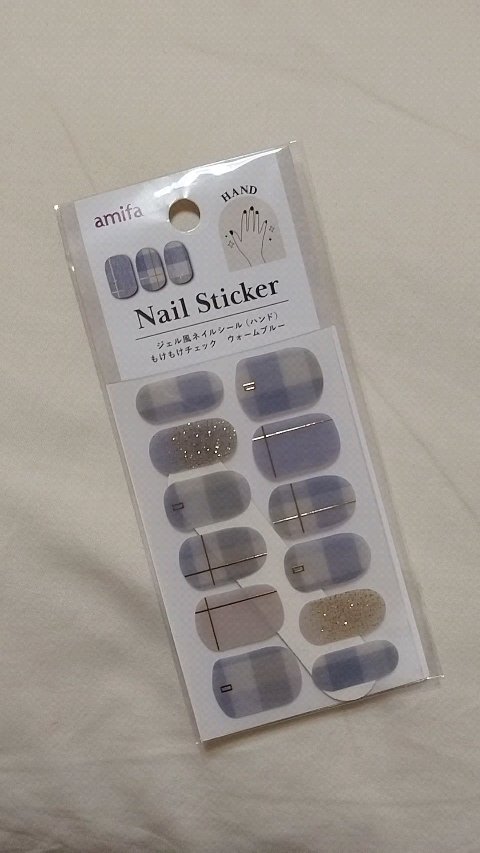 amifa
HAND
Nail Sticker
ジェル風ネイルシール（ハンド）
もけもけチェック　ウォームブルー